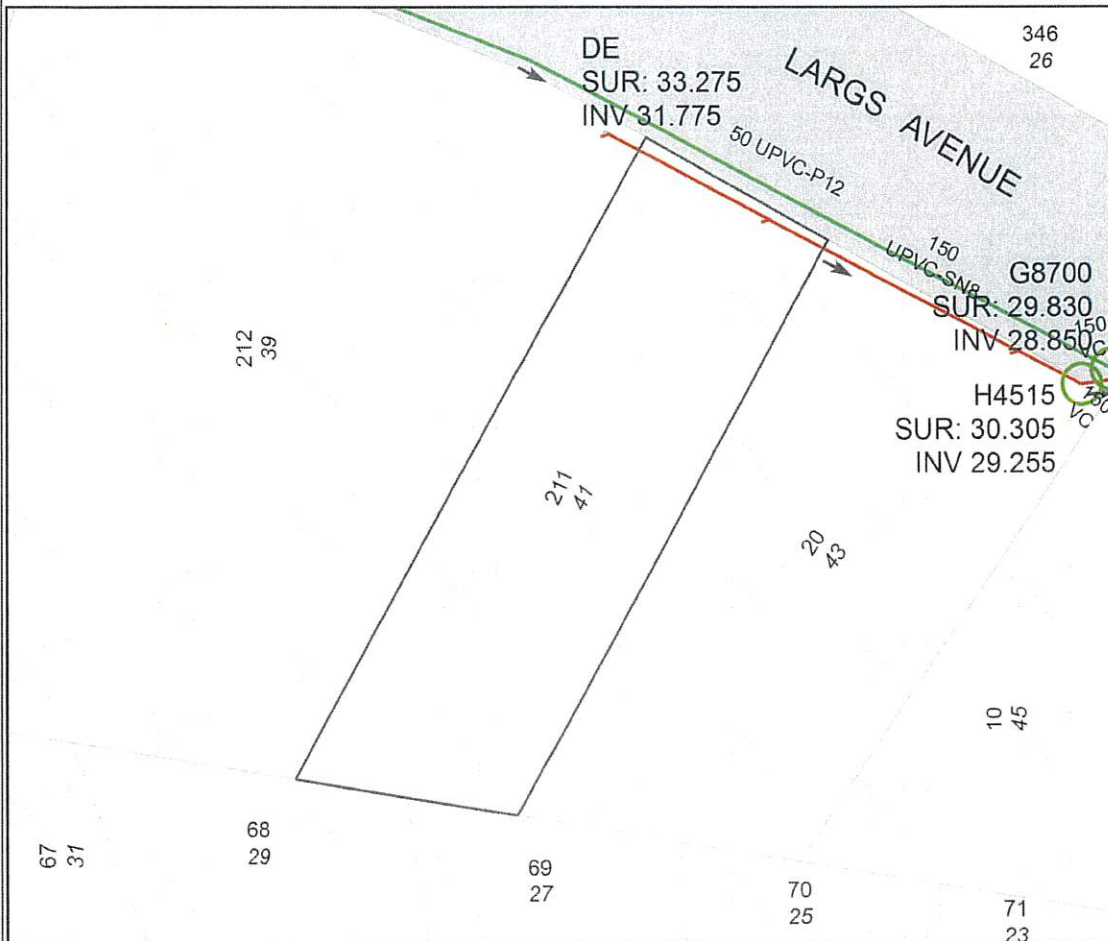 346
26
DE
SUR: 33.275
INV 31.775
LARGS AVENUE
50 UPVC-P12
150
UPVC-SN8
G8700
SUR: 29.830
INV 28.850
150
VC
H4515
SUR: 30.305
INV 29.255
150
VC
212
39
211
41
20
43
10
45
67
31
68
29
69
27
70
25
71
23